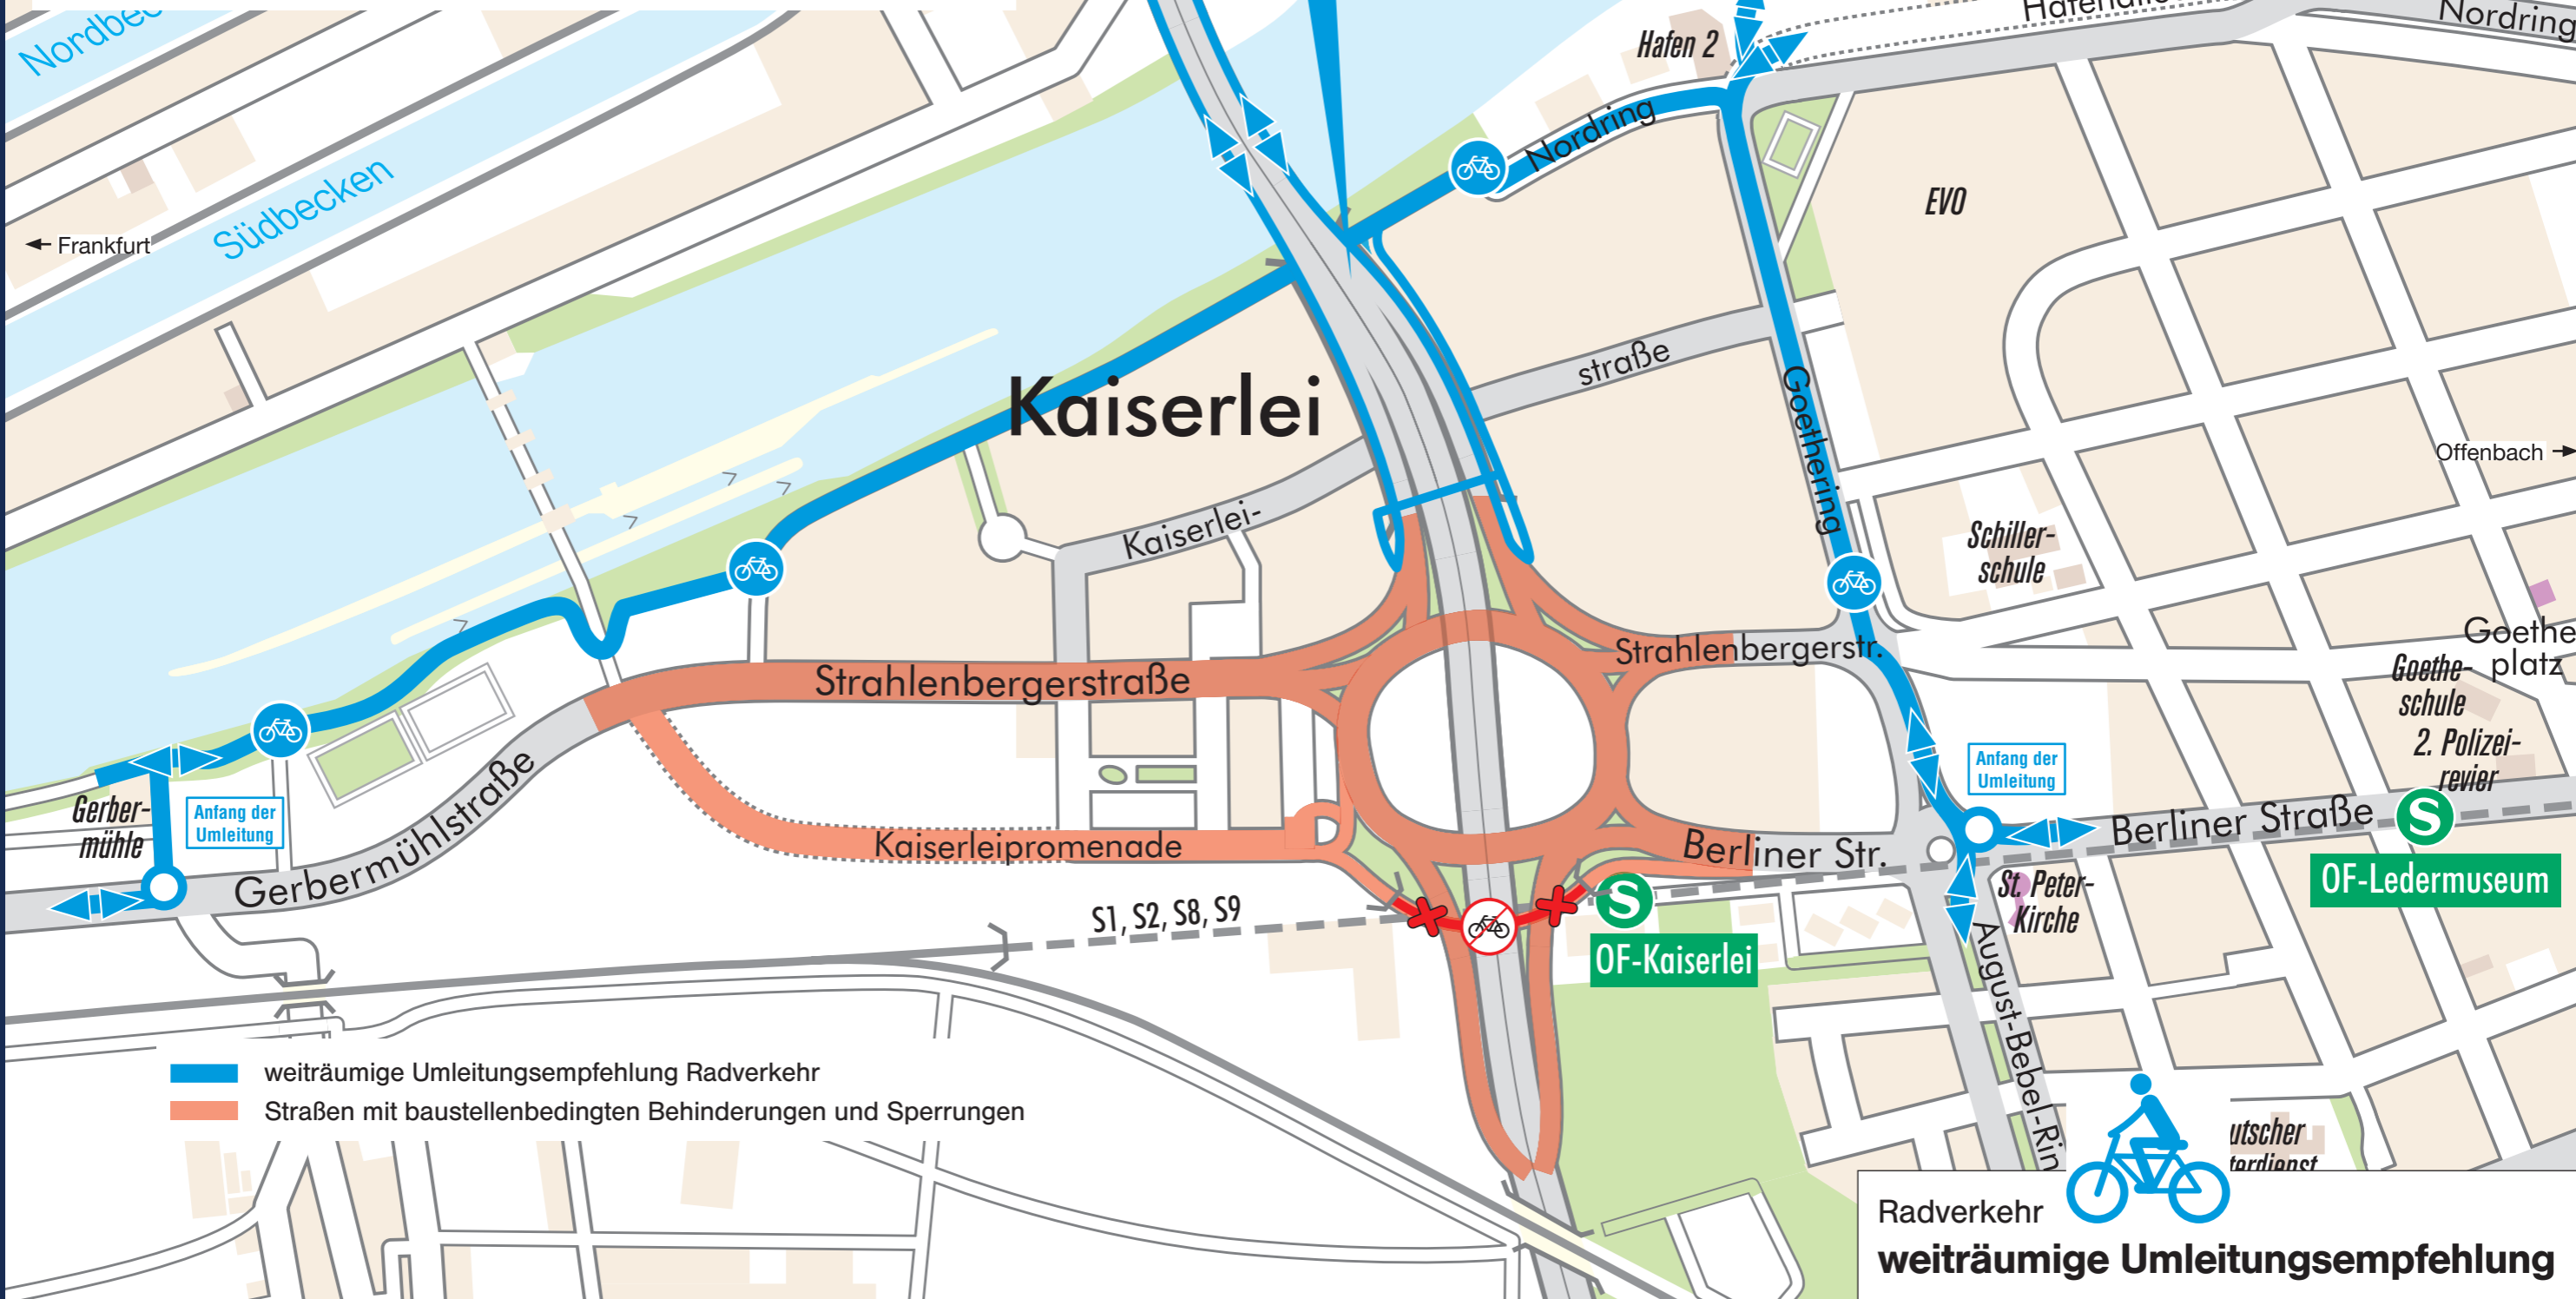 Nordbec
Südbecken
← Frankfurt
Hafen 2
Hafenall
Nordring
Nordring
EVO
Kaiserlei
straße
Kaiserlei-
Goethering
Offenbach →
Schiller-
schule
Goethe
platz
Goethe-
schule
2. Polizei-
revier
Strahlenbergerstraße
Strahlenbergerstr.
Gerber-
mühle
Anfang der
Umleitung
Gerbermühlstraße
Kaiserleipromenade
Berliner Str.
Anfang der
Umleitung
Berliner Straße
S
OF-Ledermuseum
S1, S2, S8, S9
S
OF-Kaiserlei
St. Peter-
Kirche
August-Bebel-Rin
weiträumige Umleitungsempfehlung Radverkehr
Straßen mit baustellenbedingten Behinderungen und Sperrungen
utscher
terdienst
Radverkehr
weiträumige Umleitungsempfehlung